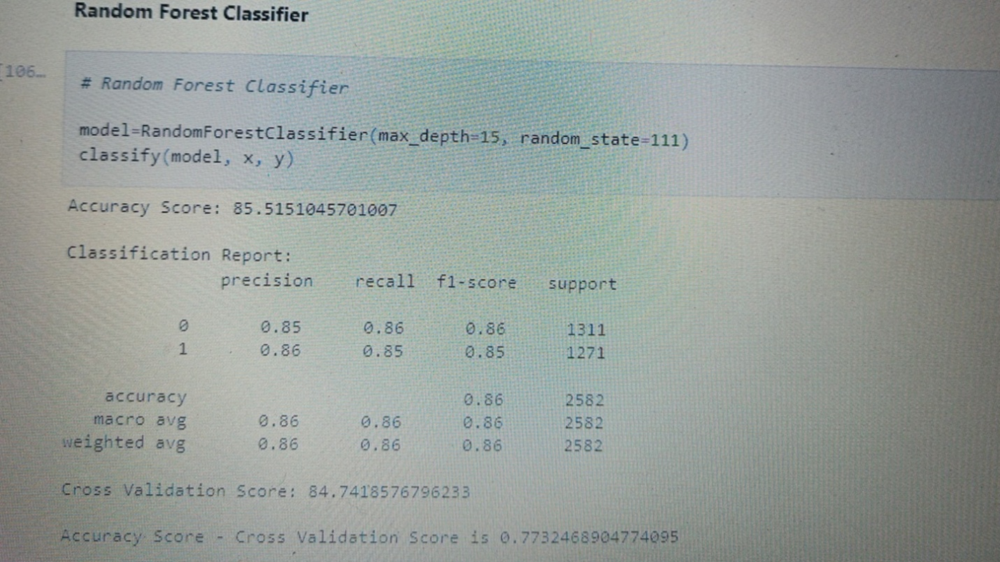 Random Forest Classifier
[106…
# Random Forest Classifier
model=RandomForestClassifier(max_depth=15, random_state=111)
classify(model, x, y)
Accuracy Score: 85.5151045701007
Classification Report:
precision recall f1-score support
0 0.85 0.86 0.86 1311
1 0.86 0.85 0.85 1271
accuracy 0.86 2582
macro avg 0.86 0.86 0.86 2582
weighted avg 0.86 0.86 0.86 2582
Cross Validation Score: 84.7418576796233
Accuracy Score - Cross Validation Score is 0.7732468904774095